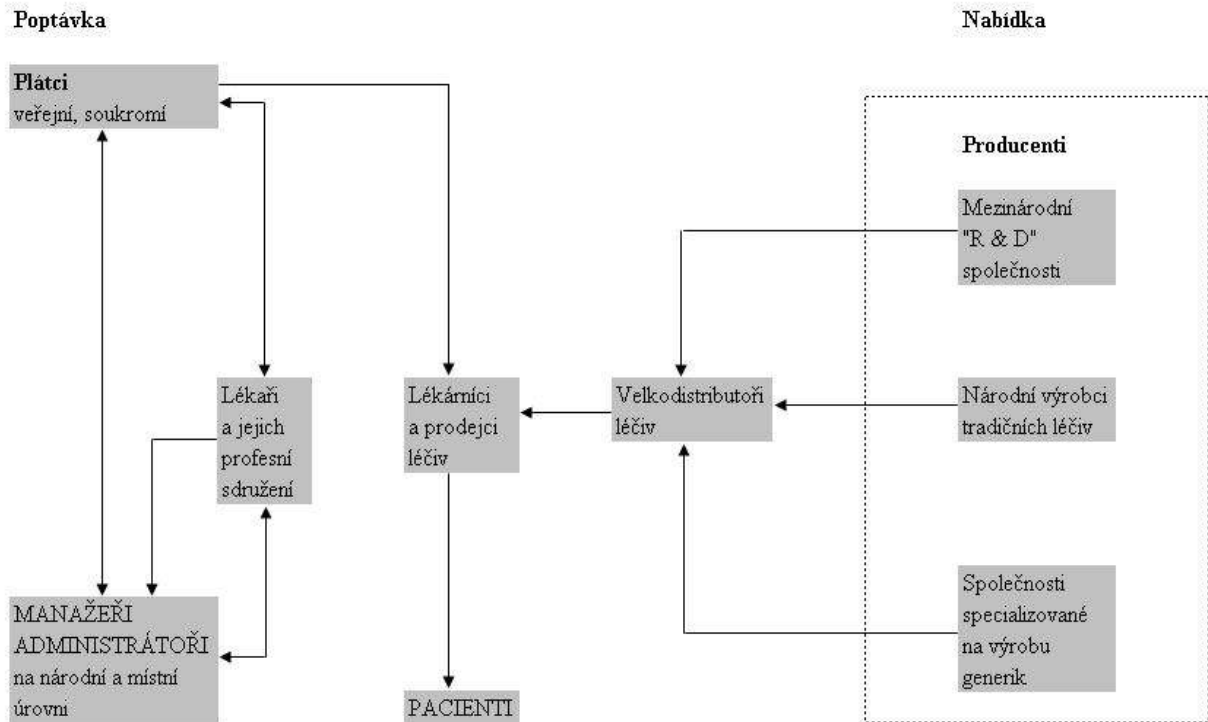 Poptávka
Nabídka
Plátci
veřejní, soukromí
Producenti
Mezinárodní
"R & D"
společnosti
Lékaři
a jejich
profesní
sdružení
Lékárníci
a prodejci
léčiv
Velkodistributoři
léčiv
Národní výrobci
tradičních léčiv
MANAŽEŘI
ADMINISTRÁTOŘI
na národní a místní
úrovni
PACIENTI
Společnosti
specializované
na výrobu
generik